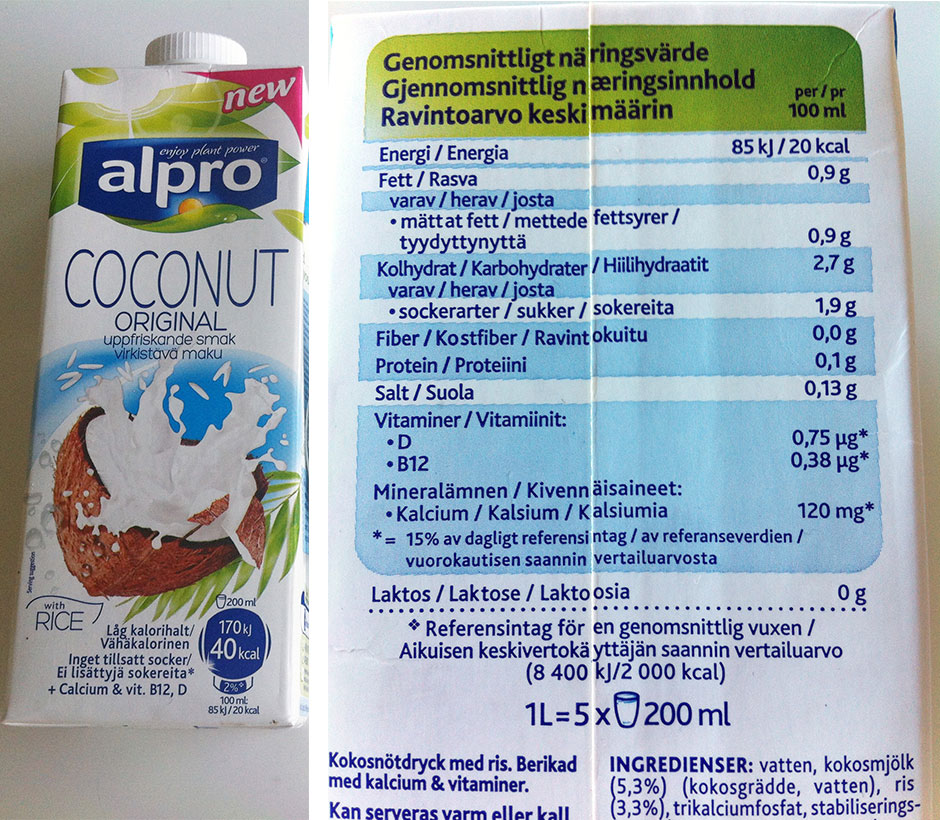 new
enjoy plant power
alpro®
COCONUT
ORIGINAL
uppfriskande smak
virkistävä maku
Serving suggestion
with
RICE
Låg kalorihalt/
Vähäkalorinen
Inget tillsatt socker/
Ei lisättyjä sokereita*
+ Calcium & vit. B12, D
200 ml
170 kJ
40 kcal
2%❖
100 ml:
85 kJ/20 kcal
Genomsnittligt näringsvärde
Gjennomsnittlig næringsinnhold
Ravintoarvo keskimäärin
per/pr
100 ml
Energi / Energia 85 kJ / 20 kcal
Fett / Rasva 0,9 g
varav / herav / josta
• mättat fett / mettede fettsyrer /
tyydyttynyttä 0,9 g
Kolhydrat / Karbohydrater / Hiilihydraatit 2,7 g
varav / herav / josta
• sockerarter / sukker / sokereita 1,9 g
Fiber / Kostfiber / Ravintokuitu 0,0 g
Protein / Proteiini 0,1 g
Salt / Suola 0,13 g
Vitaminer / Vitamiinit:
• D 0,75 µg*
• B12 0,38 µg*
Mineralämnen / Kivennäisaineet:
• Kalcium / Kalsium / Kalsiumia 120 mg*
* = 15% av dagligt referensintag / av referanseverdien /
vuorokautisen saannin vertailuarvosta
Laktos / Laktose / Laktoosia 0 g
❖ Referensintag för en genomsnittlig vuxen /
Aikuisen keskivertokäyttäjän saannin vertailuarvo
(8 400 kJ/2 000 kcal)
1L=5x 200 ml
Kokosnötdryck med ris. Berikad
med kalcium & vitaminer.
Kan serveras varm eller kall
INGREDIENSER: vatten, kokosmjölk
(5,3%) (kokosgrädde, vatten), ris
(3,3%), trikalciumfosfat, stabiliserings-